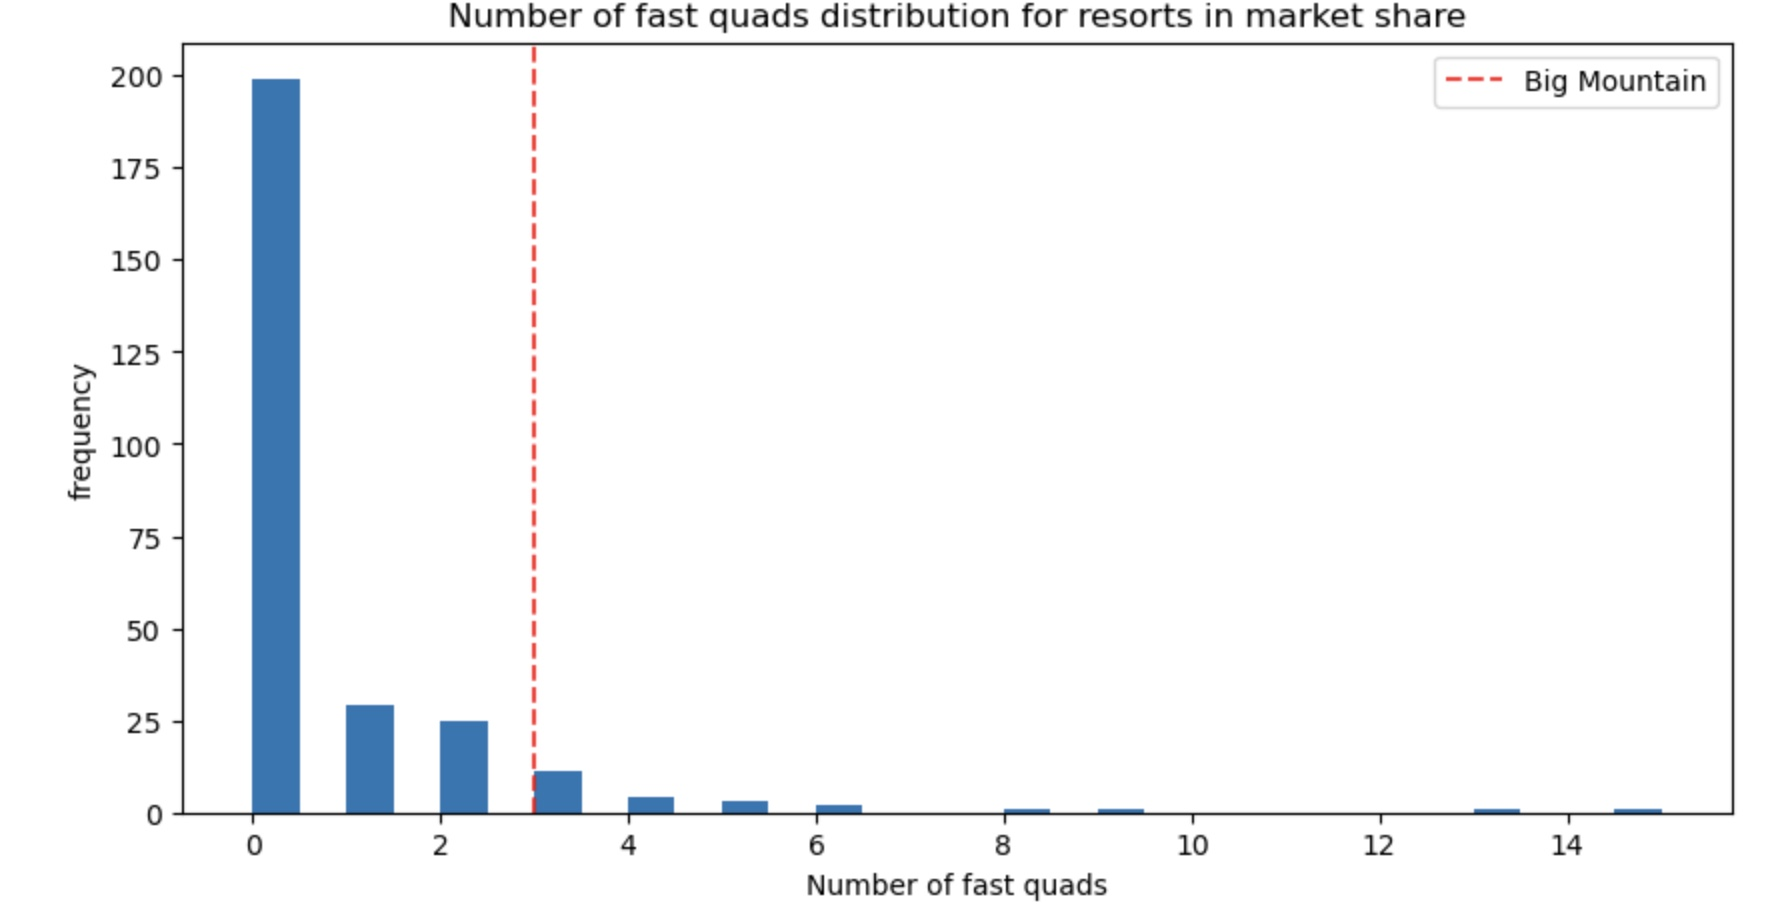 Number of fast quads distribution for resorts in market share
Big Mountain
200
175
150
125
100
75
50
25
0
frequency
0 2 4 6 8 10 12 14
Number of fast quads